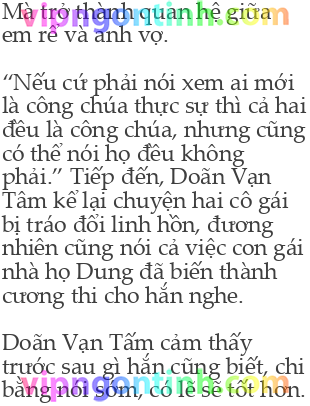 Mà trở thành quan hệ giữa
em rể và anh vợ.
“Nếu cứ phải nói xem ai mới
là công chúa thực sự thì cả hai
đều là công chúa, nhưng cũng
có thể nói họ đều không
phải.” Tiếp đến, Doãn Vạn
Tâm kể lại chuyện hai cô gái
bị tráo đổi linh hồn, đương
nhiên cũng nói cả việc con gái
nhà họ Dung đã biến thành
cương thi cho hắn nghe.
Doãn Vạn Tấm cảm thấy
trước sau gì hắn cũng biết, chi
bằng nói sớm, có lẽ sẽ tốt hơn.
vipngontinh.com